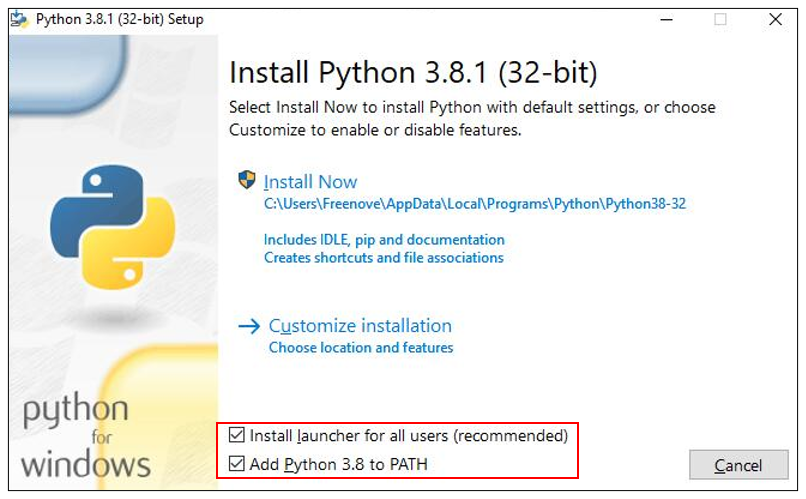 Python 3.8.1 (32-bit) Setup
Install Python 3.8.1 (32-bit)
Select Install Now to install Python with default settings, or choose
Customize to enable or disable features.
Install Now
C:\Users\Freenove\AppData\Local\Programs\Python\Python38-32
Includes IDLE, pip and documentation
Creates shortcuts and file associations
Customize installation
Choose location and features
python
for
windows
Install launcher for all users (recommended)
Add Python 3.8 to PATH
Cancel